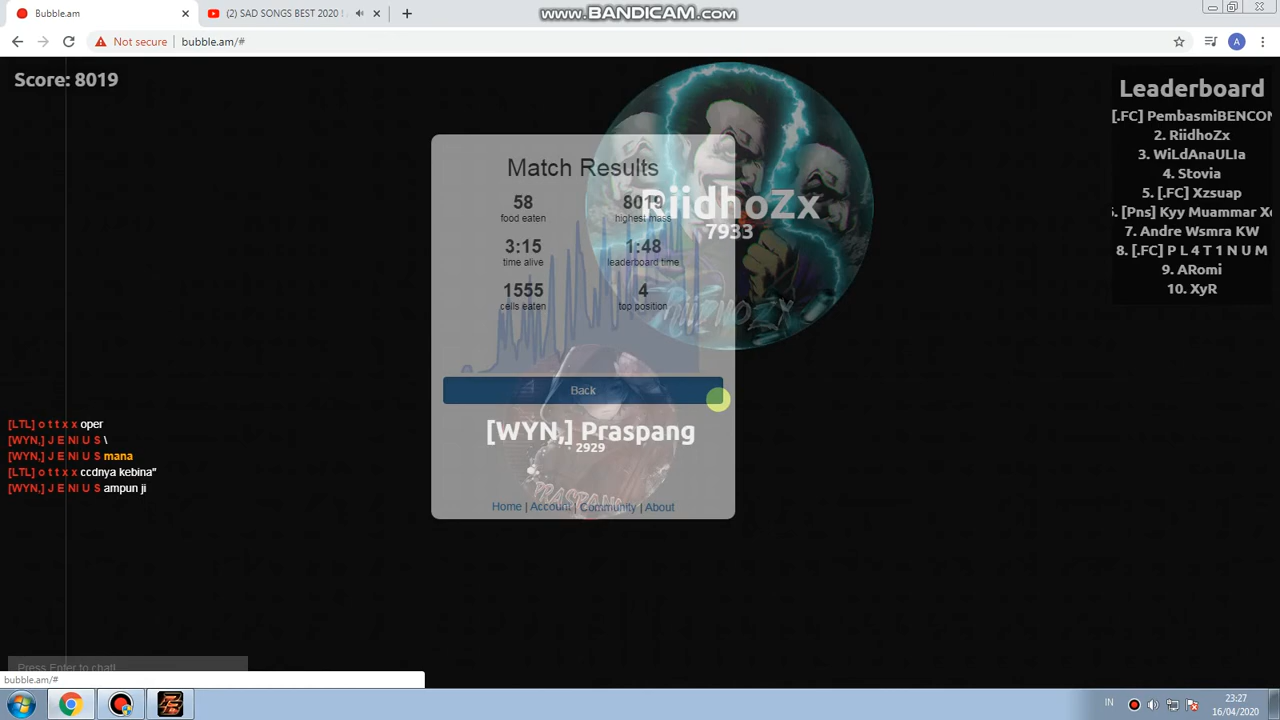 www.BANDICAM.com
Bubble.am
(2) SAD SONGS BEST 2020
Not secure
bubble.am/#
A
Score: 8019
Leaderboard
[.FC] PembasmiBENCON
2. RiidhoZx
3. WiLdAnaULIa
4. Stovia
5. [.FC] Xzsuap
[Pns] Kyy Muammar
7. Andre Wsmra KW
8. [.FC] P L 4 T 1 N U M
9. ARomi
10. XyR
Match Results
58
food eaten
8019
highest mass
3:15
time alive
1:48
leaderboard time
1555
cells eaten
4
top position
RiidhoZx
7933
RIIDHOZX
Back
[WYN,] Praspang
2929
PRASPANG
Home | Account | Community | About
[LTL] o t t x x oper
[WYN,] J E NI U S \
[WYN,] J E NI U S mana
[LTL] o t t x x ccdnya kebina"
[WYN,] J E NI U S ampun ji
Press Enter to chat!
bubble.am/#
IN
23:27
16/04/2020